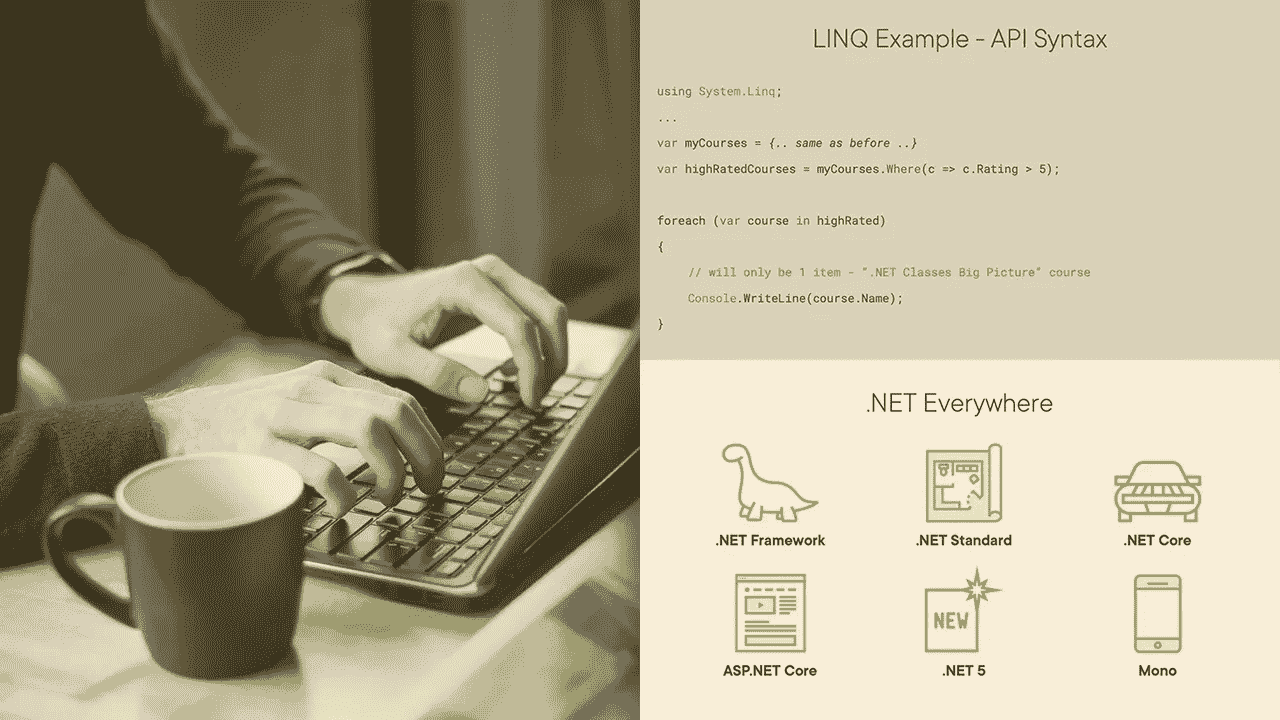 LINQ Example - API Syntax
using System.Linq;
...
var myCourses = {.. same as before ..}
var highRatedCourses = myCourses.Where(c => c.Rating > 5);
foreach (var course in highRated)
{
// will only be 1 item - ".NET Classes Big Picture" course
Console.WriteLine(course.Name);
}
.NET Everywhere
.NET Framework
.NET Standard
.NET Core
NEW
ASP.NET Core
.NET 5
Mono